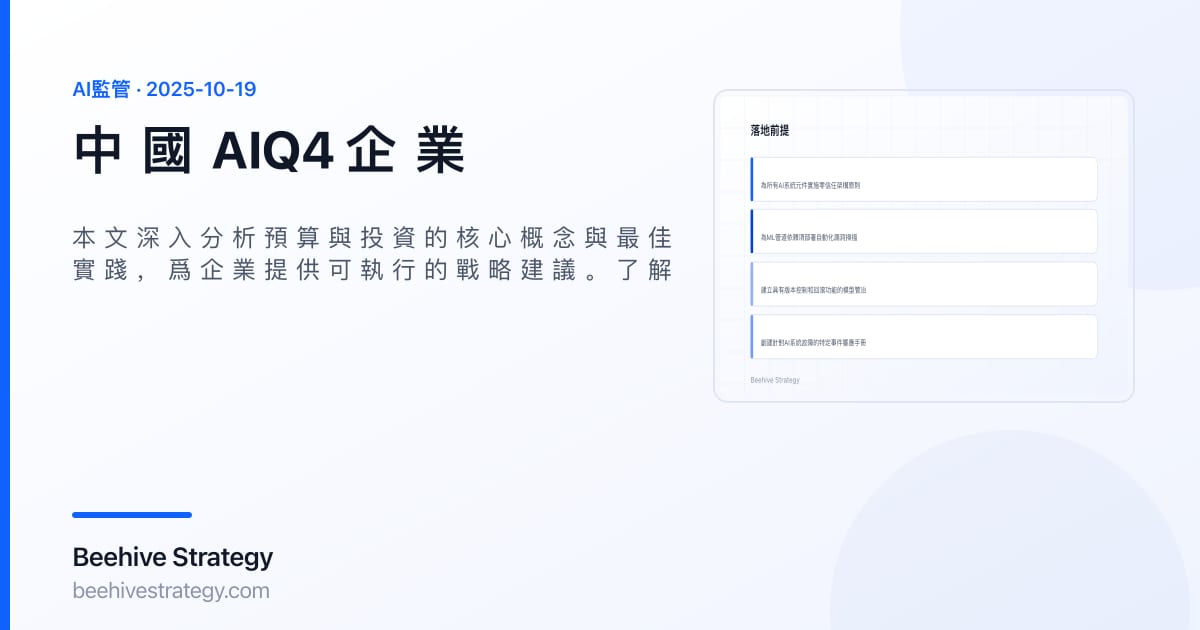 AI監管 · 2025-10-19
中國 AIQ4企業
本文深入分析預算與投資的核心概念與最佳
實踐，爲企業提供可執行的戰略建議。了解
落地前提
為所有AI系統元件實施零信任架構原則
為ML管道依賴項部署自動化漏洞掃描
建立具有版本控制和回滾功能的模型管治
創建針對AI系統故障的特定事件響應手冊
Beehive Strategy
Beehive Strategy
beehivestrategy.com